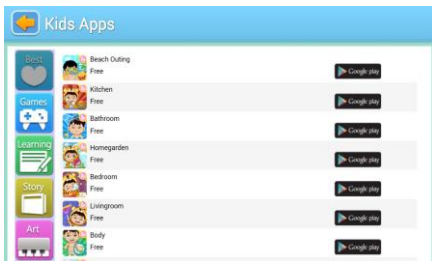 Kids Apps
Best
Games
Learning
Story
Art
Beach Outing
Free
Google play
Kitchen
Free
Google play
Bathroom
Free
Google play
Homegarden
Free
Google play
Bedroom
Free
Google play
Livingroom
Free
Google play
Body
Free
Google play